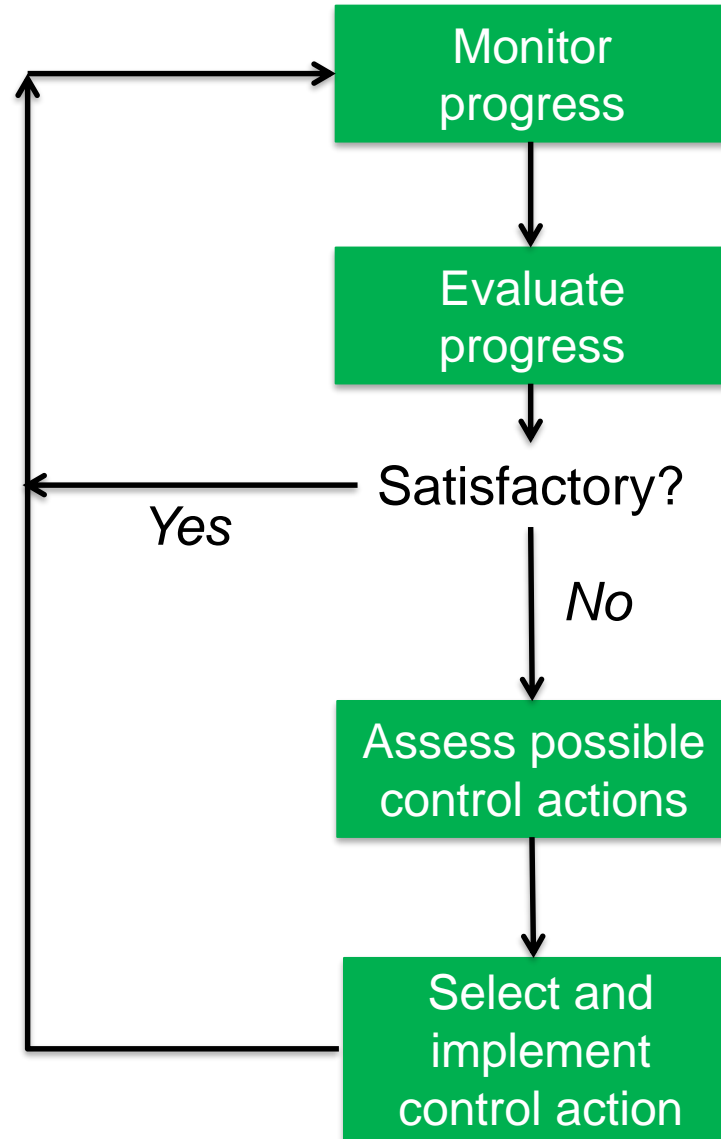 Monitor
progress
Evaluate
progress
Satisfactory?
Yes
No
Assess possible
control actions
Select and
implement
control action